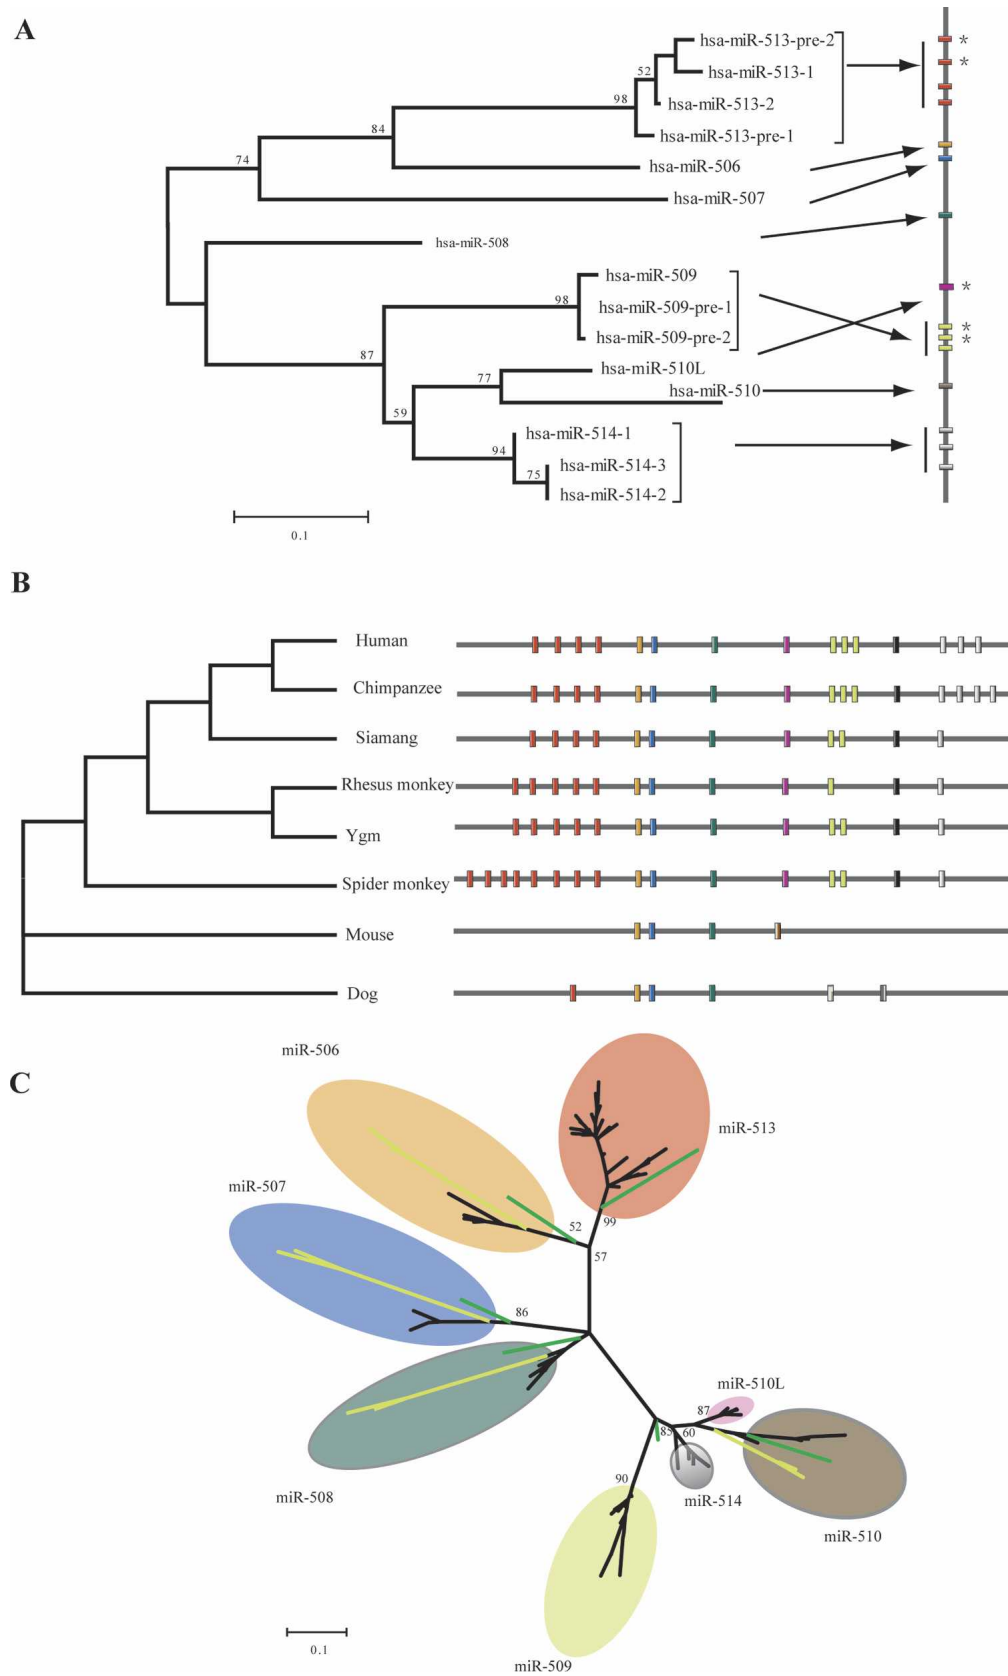 A
hsa-miR-513-pre-2
*
52
hsa-miR-513-1
*
98
hsa-miR-513-2
84
hsa-miR-513-pre-1
74
hsa-miR-506
hsa-miR-507
hsa-miR-508
98
hsa-miR-509
*
hsa-miR-509-pre-1
*
hsa-miR-509-pre-2
*
87
hsa-miR-510L
77
hsa-miR-510
59
hsa-miR-514-1
94
hsa-miR-514-3
75
hsa-miR-514-2
0.1
B
Human
Chimpanzee
Siamang
Rhesus monkey
Ygm
Spider monkey
Mouse
Dog
C
miR-506
miR-513
miR-507
52
99
57
86
miR-510L
87
85
60
90
miR-514
miR-508
miR-510
0.1
miR-509